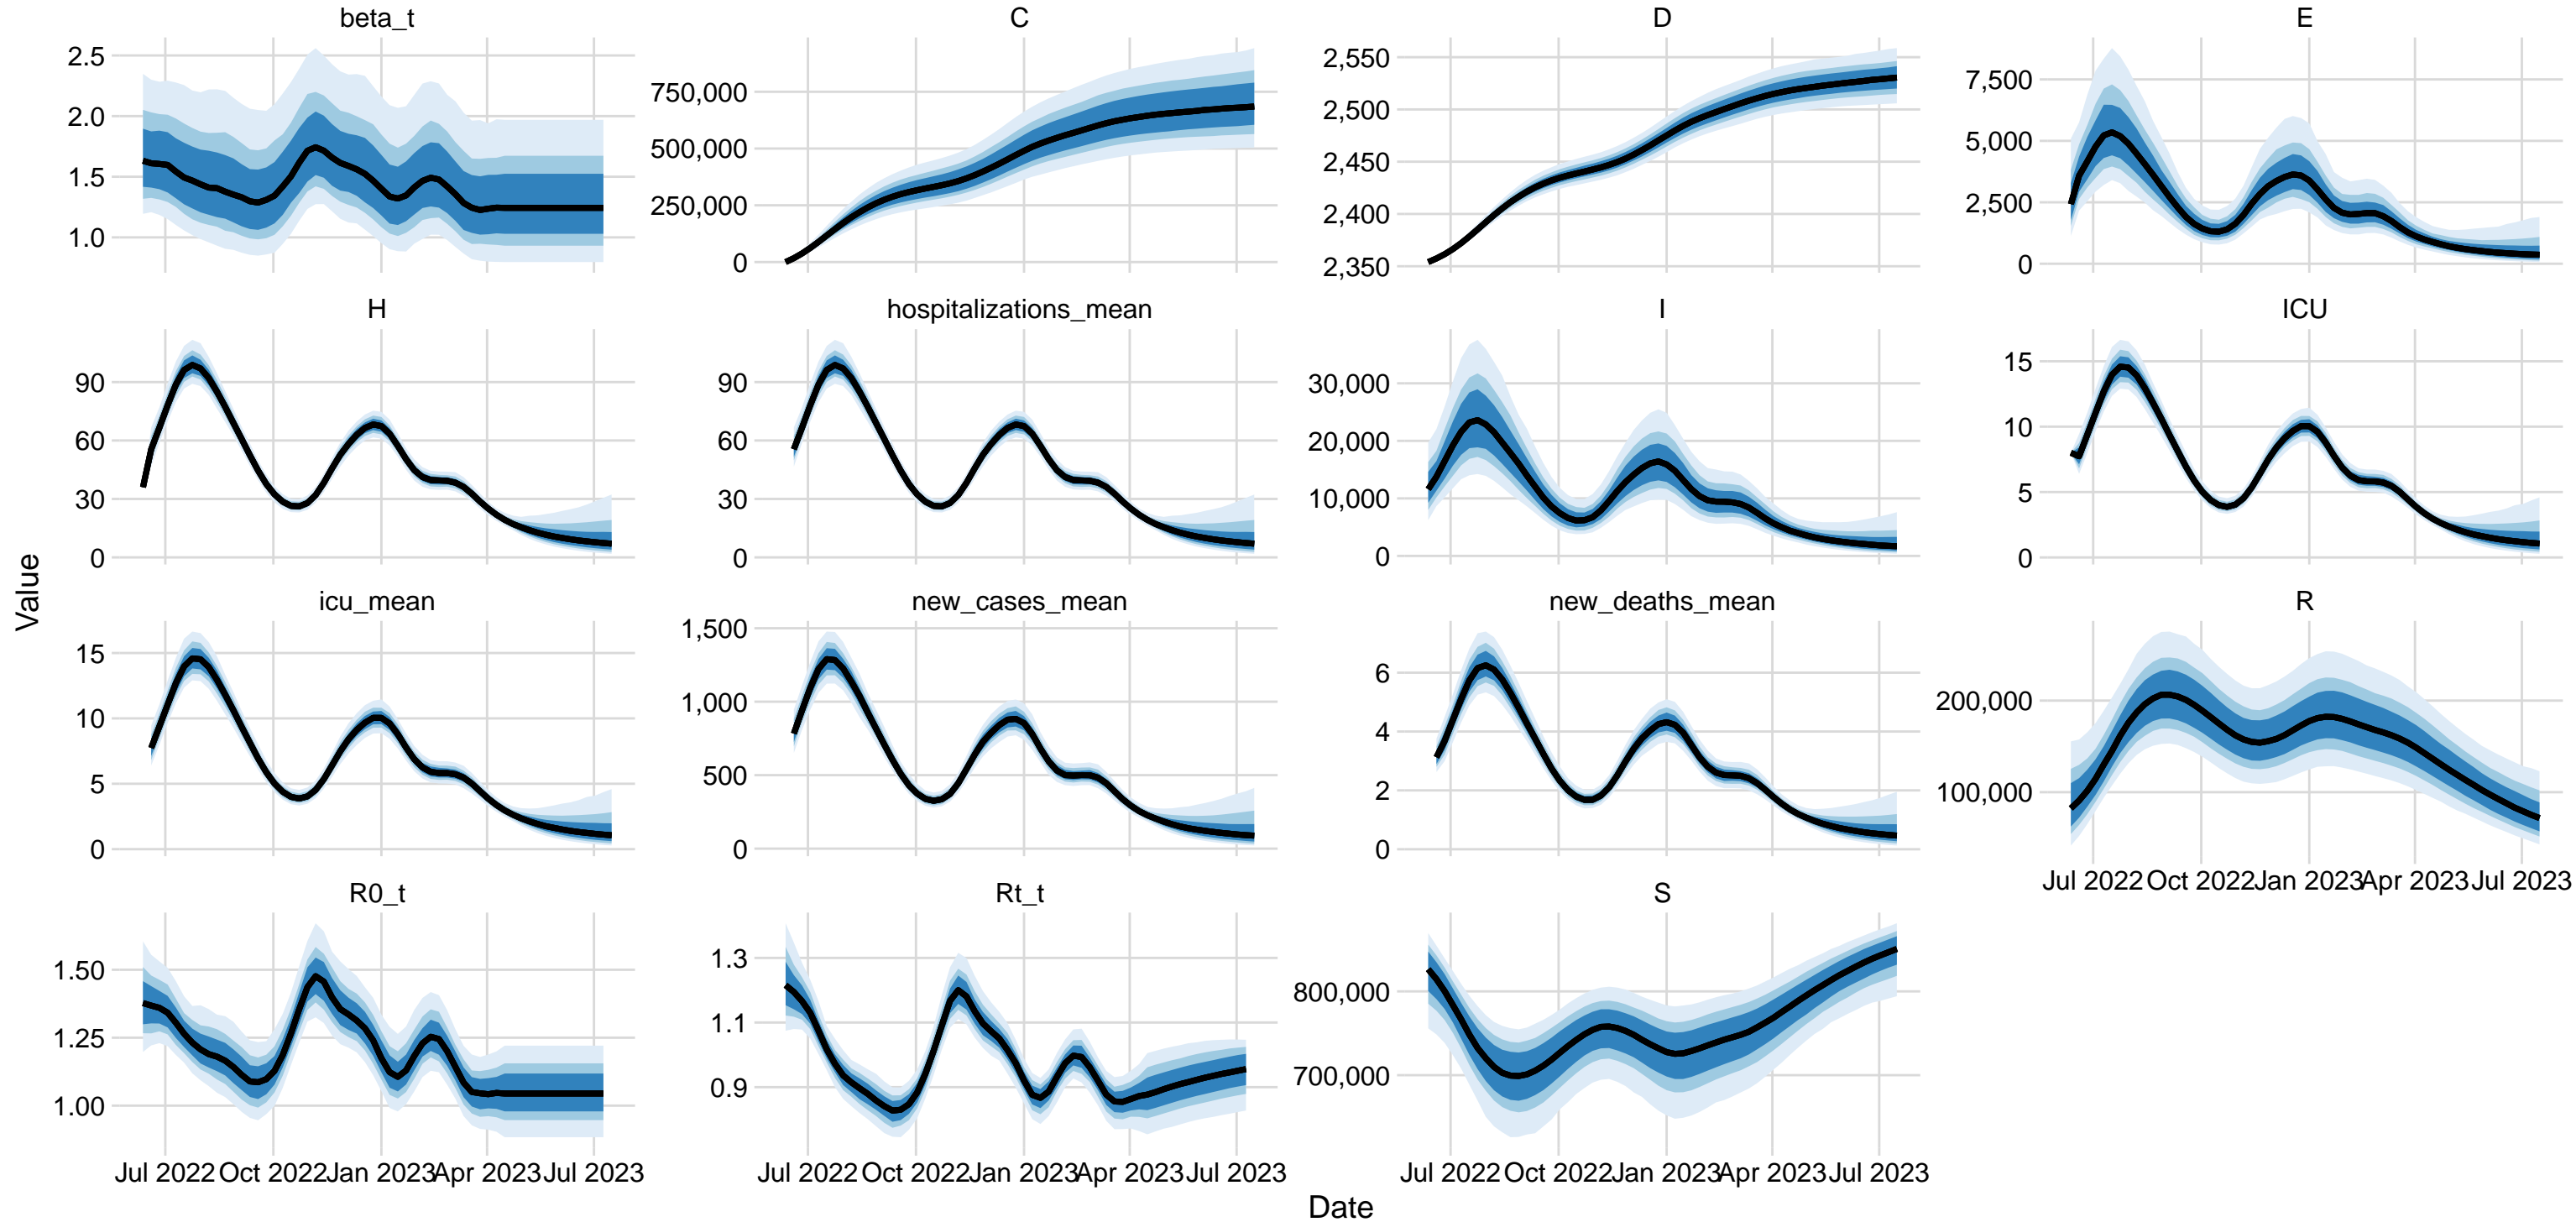 beta_t
C
D
E
2.5
2.0
1.5
1.0
750,000
500,000
250,000
0
2,550
2,500
2,450
2,400
2,350
7,500
5,000
2,500
0
H
hospitalizations_mean
I
ICU
90
60
30
0
90
60
30
0
30,000
20,000
10,000
0
15
10
5
0
Value
icu_mean
new_cases_mean
new_deaths_mean
R
15
10
5
0
1,500
1,000
500
0
6
4
2
0
200,000
100,000
Jul 2022 Oct 2022 Jan 2023 Apr 2023 Jul 2023
R0_t
Rt_t
S
1.50
1.25
1.00
1.3
1.1
0.9
800,000
700,000
Jul 2022 Oct 2022 Jan 2023 Apr 2023 Jul 2023
Jul 2022 Oct 2022 Jan 2023 Apr 2023 Jul 2023
Jul 2022 Oct 2022 Jan 2023 Apr 2023 Jul 2023
Date